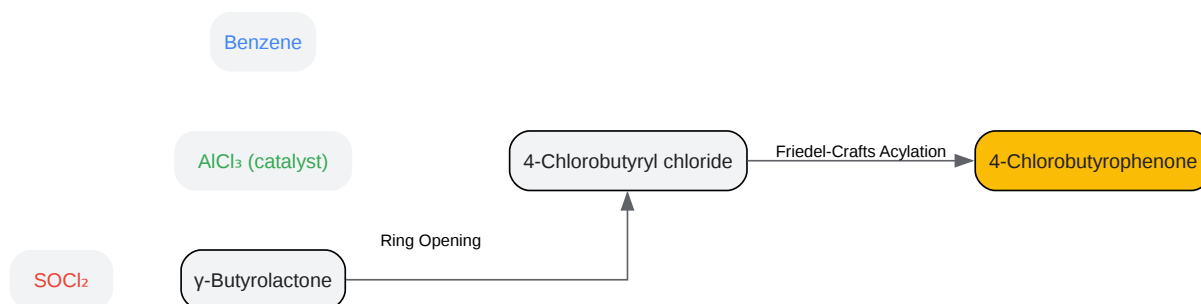 Benzene
AlCl₃ (catalyst)
4-Chlorobutyryl chloride
Friedel-Crafts Acylation
4-Chlorobutyrophenone
Ring Opening
SOCl₂
γ-Butyrolactone